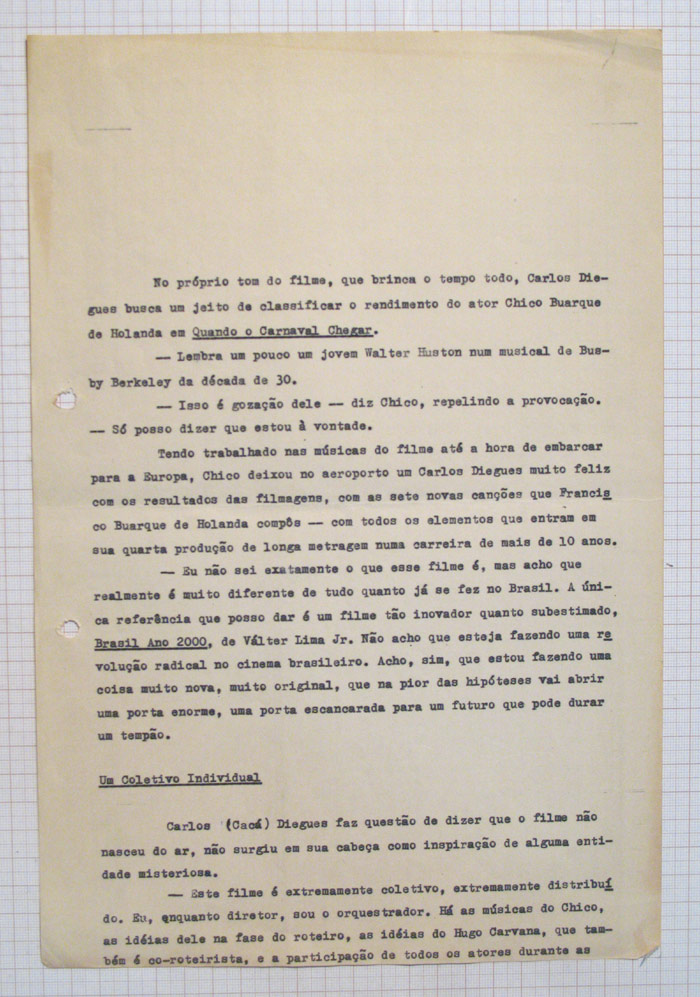 No próprio tom do filme, que brinca o tempo todo, Carlos Die-
gues busca um jeito de classificar o rendimento do ator Chico Buarque
de Holanda em Quando o Carnaval Chegar.
— Lembra um pouco um jovem Walter Huston num musical de Bus-
by Berkeley da década de 30.
— Isso é gozação dele — diz Chico, repelindo a provocação.
— Só posso dizer que estou à vontade.
Tendo trabalhado nas músicas do filme até a hora de embarcar
para a Europa, Chico deixou no aeroporto um Carlos Diegues muito feliz
com os resultados das filmagens, com as sete novas canções que Francis
co Buarque de Holanda compôs — com todos os elementos que entram em
sua quarta produção de longa metragem numa carreira de mais de 10 anos.
— Eu não sei exatamente o que esse filme é, mas acho que
realmente é muito diferente de tudo quanto já se fez no Brasil. A úni-
ca referência que posso dar é um filme tão inovador quanto subestimado,
Brasil Ano 2000, de Válter Lima Jr. Não acho que esteja fazendo uma re
volução radical no cinema brasileiro. Acho, sim, que estou fazendo uma
coisa muito nova, muito original, que na pior das hipóteses vai abrir
uma porta enorme, uma porta escancarada para um futuro que pode durar
um tempão.
Um Coletivo Individual
Carlos (Cacá) Diegues faz questão de dizer que o filme não
nasceu do ar, não surgiu em sua cabeça como inspiração de alguma enti-
dade misteriosa.
— Este filme é extremamente coletivo, extremamente distribuí
do. Eu, enquanto diretor, sou o orquestrador. Há as músicas do Chico,
as idéias dele na fase do roteiro, as idéias do Hugo Carvana, que tam-
bém é co-roteirista, e a participação de todos os atores durante as